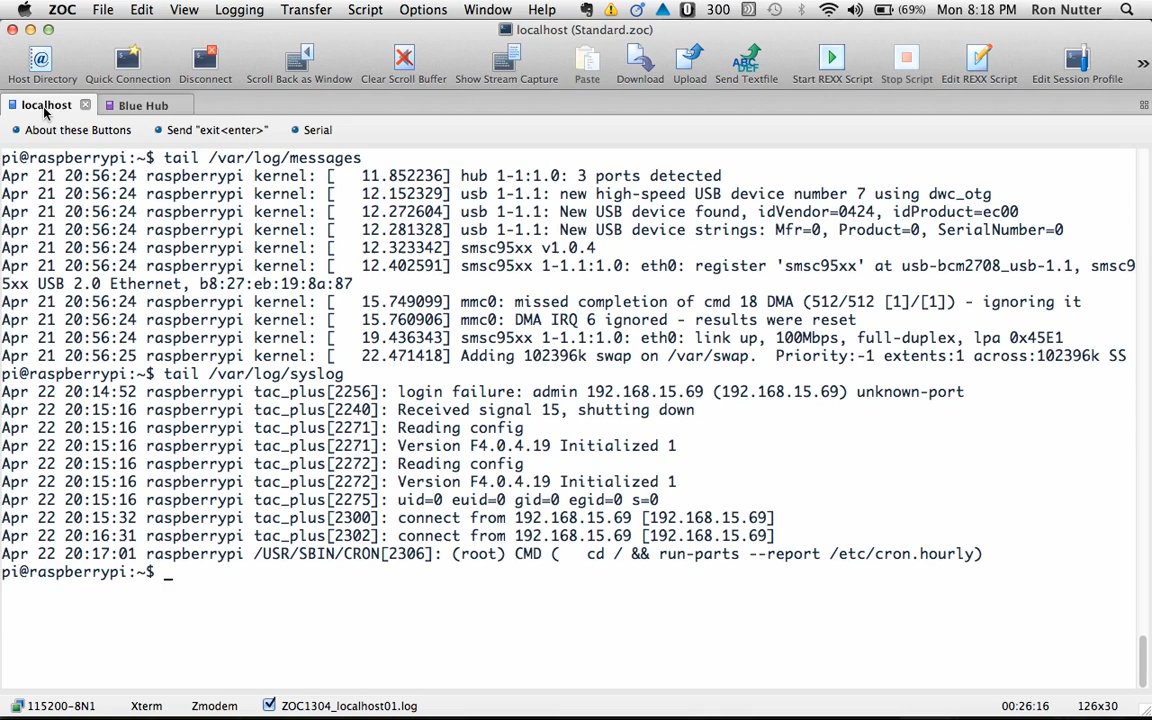 ZOC File Edit View Logging Transfer Script Options Window Help 300 (69%) Mon 8:18 PM Ron Nutter
localhost (Standard.zoc)
Host Directory Quick Connection Disconnect Scroll Back as Window Clear Scroll Buffer Show Stream Capture Paste Download Upload Send Textfile Start REXX Script Stop Script Edit REXX Script Edit Session Profile
localhost Blue Hub
About these Buttons Send "exit<enter>" Serial
pi@raspberrypi:~$ tail /var/log/messages
Apr 21 20:56:24 raspberrypi kernel: [   11.852236] hub 1-1:1.0: 3 ports detected
Apr 21 20:56:24 raspberrypi kernel: [   12.152329] usb 1-1.1: new high-speed USB device number 7 using dwc_otg
Apr 21 20:56:24 raspberrypi kernel: [   12.272604] usb 1-1.1: New USB device found, idVendor=0424, idProduct=ec00
Apr 21 20:56:24 raspberrypi kernel: [   12.281328] usb 1-1.1: New USB device strings: Mfr=0, Product=0, SerialNumber=0
Apr 21 20:56:24 raspberrypi kernel: [   12.323342] smsc95xx v1.0.4
Apr 21 20:56:24 raspberrypi kernel: [   12.402591] smsc95xx 1-1.1:1.0: eth0: register 'smsc95xx' at usb-bcm2708_usb-1.1, smsc9
5xx USB 2.0 Ethernet, b8:27:eb:19:8a:87
Apr 21 20:56:24 raspberrypi kernel: [   15.749099] mmc0: missed completion of cmd 18 DMA (512/512 [1]/[1]) - ignoring it
Apr 21 20:56:24 raspberrypi kernel: [   15.760906] mmc0: DMA IRQ 6 ignored - results were reset
Apr 21 20:56:24 raspberrypi kernel: [   19.436343] smsc95xx 1-1.1:1.0: eth0: link up, 100Mbps, full-duplex, lpa 0x45E1
Apr 21 20:56:25 raspberrypi kernel: [   22.471418] Adding 102396k swap on /var/swap.  Priority:-1 extents:1 across:102396k SS
pi@raspberrypi:~$ tail /var/log/syslog
Apr 22 20:14:52 raspberrypi tac_plus[2256]: login failure: admin 192.168.15.69 (192.168.15.69) unknown-port
Apr 22 20:15:16 raspberrypi tac_plus[2240]: Received signal 15, shutting down
Apr 22 20:15:16 raspberrypi tac_plus[2271]: Reading config
Apr 22 20:15:16 raspberrypi tac_plus[2271]: Version F4.0.4.19 Initialized 1
Apr 22 20:15:16 raspberrypi tac_plus[2272]: Reading config
Apr 22 20:15:16 raspberrypi tac_plus[2272]: Version F4.0.4.19 Initialized 1
Apr 22 20:15:16 raspberrypi tac_plus[2275]: uid=0 euid=0 gid=0 egid=0 s=0
Apr 22 20:15:32 raspberrypi tac_plus[2300]: connect from 192.168.15.69 [192.168.15.69]
Apr 22 20:16:31 raspberrypi tac_plus[2302]: connect from 192.168.15.69 [192.168.15.69]
Apr 22 20:17:01 raspberrypi /USR/SBIN/CRON[2306]: (root) CMD (   cd / && run-parts --report /etc/cron.hourly)
pi@raspberrypi:~$ _
115200-8N1 Xterm Zmodem ZOC1304_localhost01.log 00:26:16 126x30